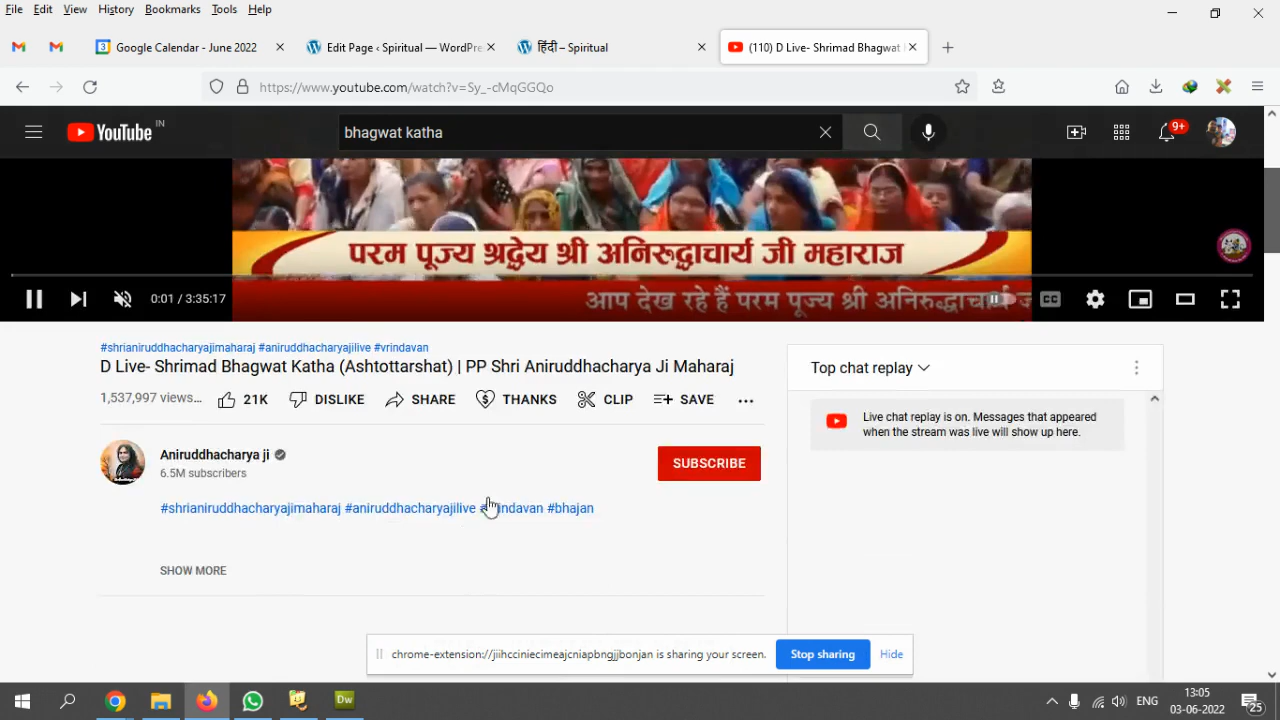 File Edit View History Bookmarks Tools Help
Google Calendar - June 2022 Edit Page ‹ Spiritual — WordPre हिंदी – Spiritual (110) D Live- Shrimad Bhagwat
https://www.youtube.com/watch?v=Sy_-cMqGGQo
YouTube IN bhagwat katha 9+
परम पूज्य श्रद्धेय श्री अनिरुद्धाचार्य जी महाराज
0:01 / 3:35:17 आप देख रहे हैं परम पूज्य श्री CC
#shrianiruddhacharyajimaharaj #aniruddhacharyajilive #vrindavan
D Live- Shrimad Bhagwat Katha (Ashtottarshat) | PP Shri Aniruddhacharya Ji Maharaj
1,537,997 views... 21K DISLIKE SHARE THANKS CLIP SAVE ...
Top chat replay
Live chat replay is on. Messages that appeared
when the stream was live will show up here.
Aniruddhacharya ji
6.5M subscribers
SUBSCRIBE
#shrianiruddhacharyajimaharaj #aniruddhacharyajilive #vrindavan #bhajan
SHOW MORE
chrome-extension://jiihcciniecimeajcniapbngjjbonjan is sharing your screen. Stop sharing Hide
Dw ENG 13:05
03-06-2022 25